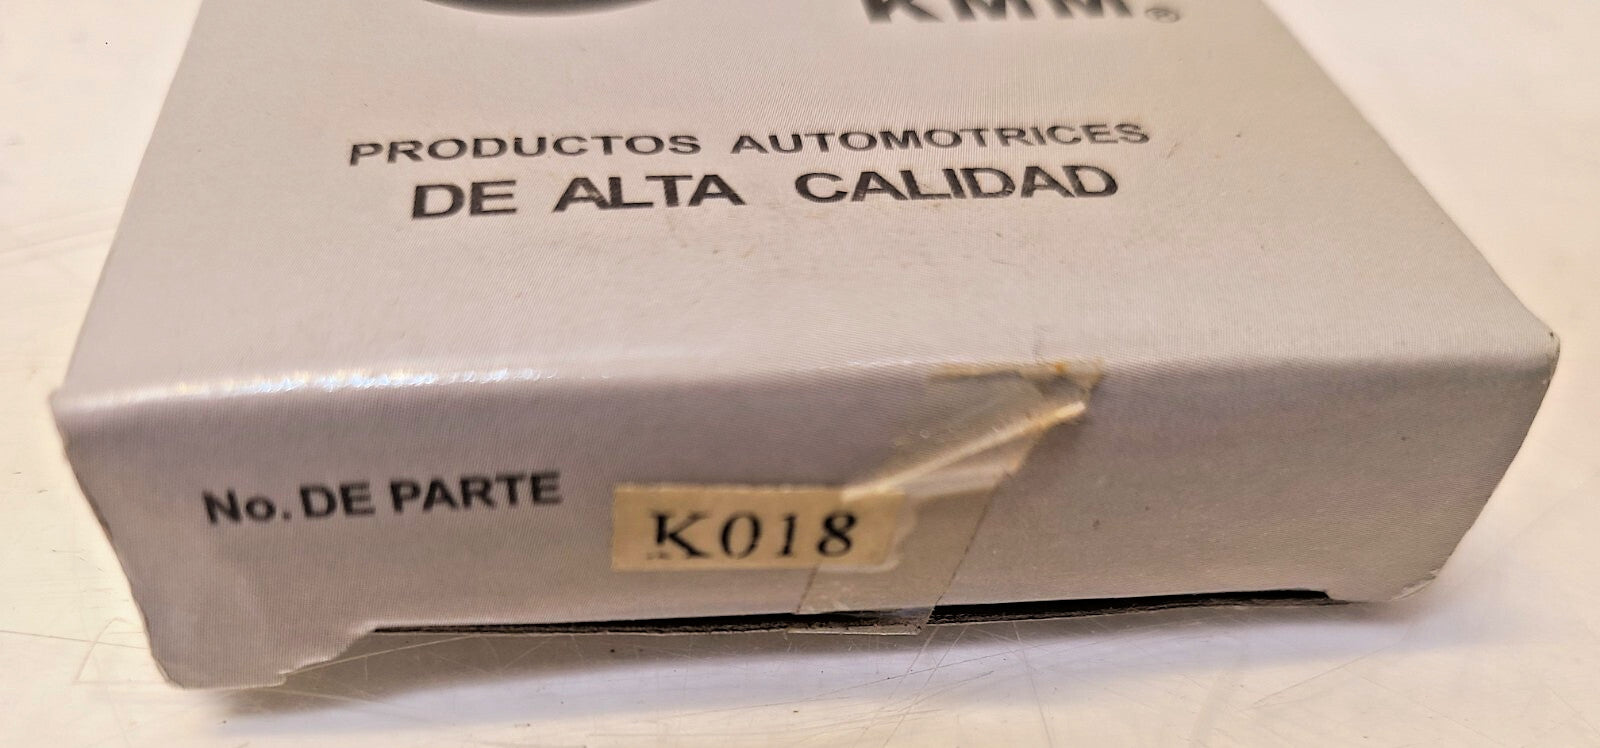 KMM®
PRODUCTOS AUTOMOTRICES
DE ALTA CALIDAD
No. DE PARTE
K018